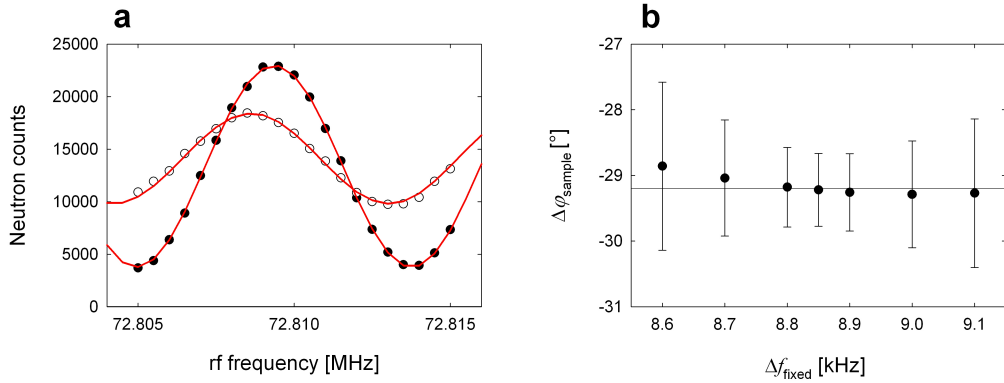 a
25000
20000
15000
10000
5000
0
Neutron counts
72.805 72.810 72.815
rf frequency [MHz]
b
-27
-28
-29
-30
-31
Δφsample [°]
8.6 8.7 8.8 8.9 9.0 9.1
Δffixed [kHz]